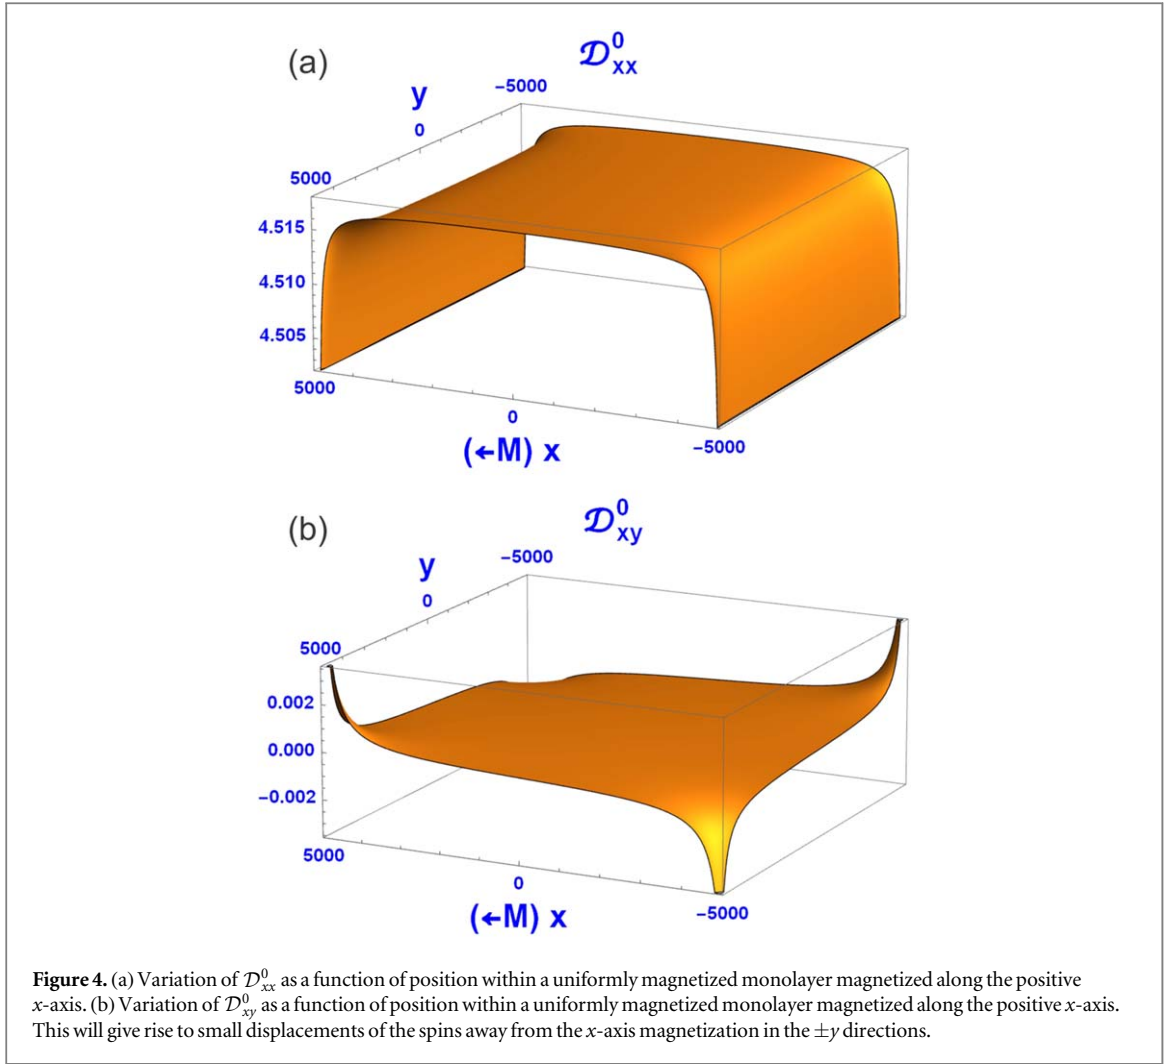 (a)
𝒟⁰xx
−5000
y
0
5000
4.515
4.510
4.505
5000
0
−5000
(←M) x
(b)
𝒟⁰xy
−5000
y
0
5000
0.002
0.000
−0.002
5000
0
−5000
(←M) x
Figure 4. (a) Variation of 𝒟⁰xx as a function of position within a uniformly magnetized monolayer magnetized along the positive
x-axis. (b) Variation of 𝒟⁰xy as a function of position within a uniformly magnetized monolayer magnetized along the positive x-axis.
This will give rise to small displacements of the spins away from the x-axis magnetization in the ±y directions.